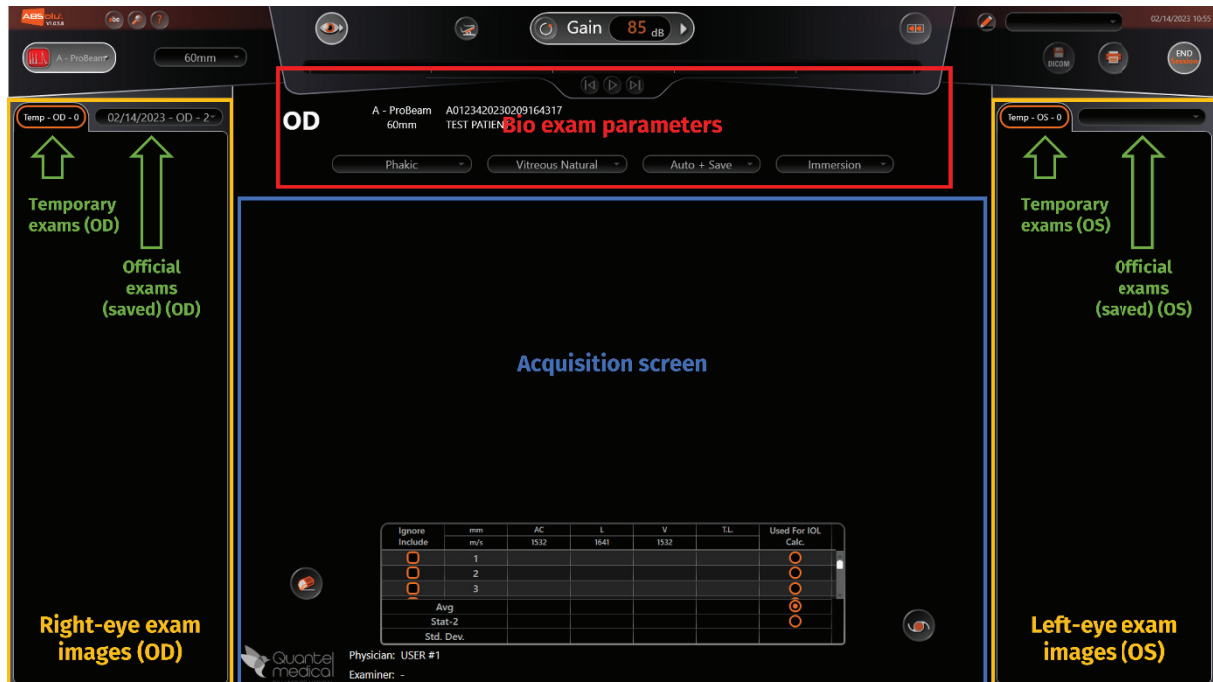 ABSolu.
V1.0.5.8
abc
?
Gain 85 dB
02/14/2023 10:55
A - ProBeam
60mm
DICOM
END
Session
Temp - OD - 0
02/14/2023 - OD - 2
OD
A - ProBeam A0123420230209164317
60mm TEST PATIENT
Bio exam parameters
Phakic
Vitreous Natural
Auto + Save
Immersion
Temp - OS - 0
Temporary
exams (OD)
Official
exams
(saved) (OD)
Temporary
exams (OS)
Official
exams
(saved) (OS)
Acquisition screen
Ignore mm AC L V T.L. Used For IOL
Include m/s 1532 1641 1532 Calc.
1
2
3
Avg
Stat-2
Std. Dev.
Right-eye exam
images (OD)
Left-eye exam
images (OS)
Quantel
medical
Physician: USER #1
Examiner: -